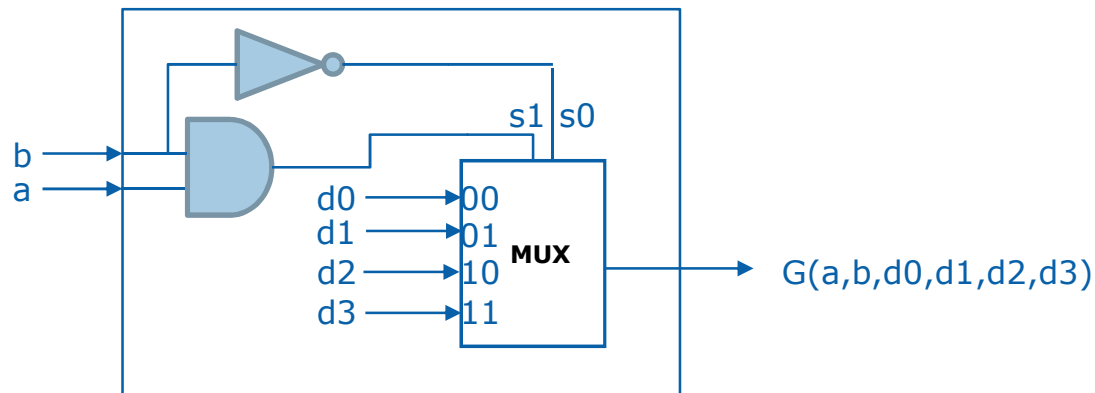 s1 s0
b
a
d0 00
d1 01
MUX
d2 10
d3 11
G(a,b,d0,d1,d2,d3)